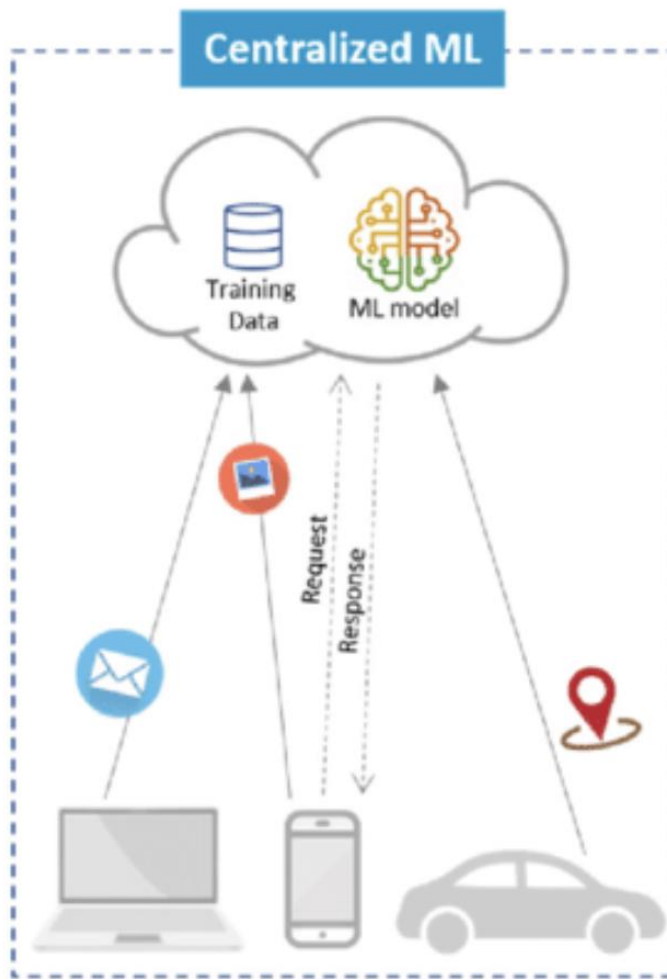 Centralized ML
Training
Data
ML model
Request
Response